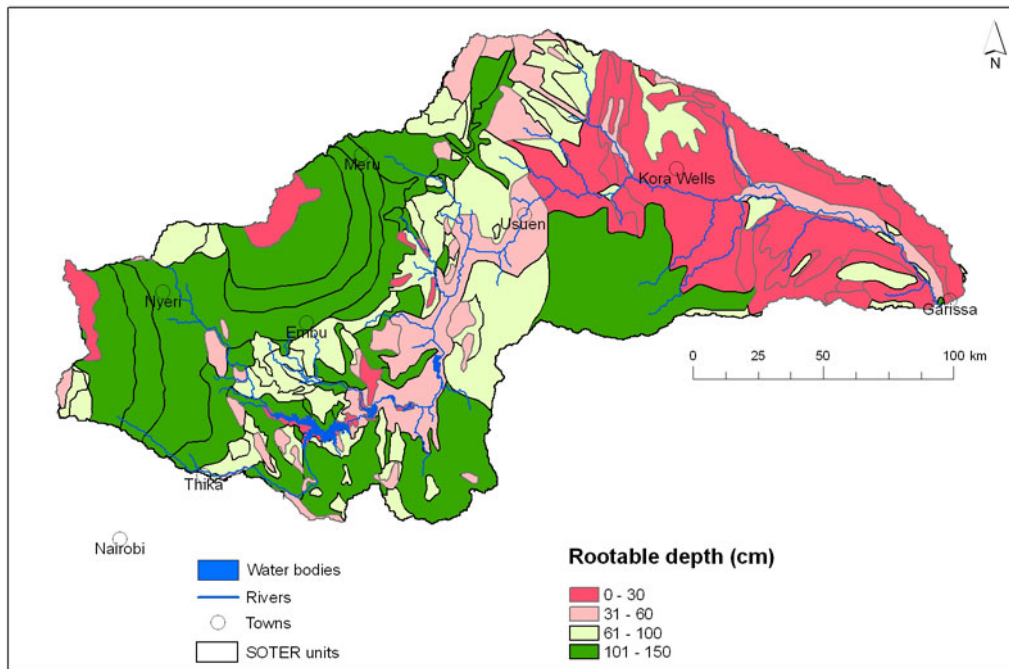 N
Meru
Kora Wells
Usuen
Nyeri
Garissa
Embu
0 25 50 100 km
Thika
Nairobi
Water bodies
Rivers
Towns
SOTER units
Rootable depth (cm)
0 - 30
31 - 60
61 - 100
101 - 150